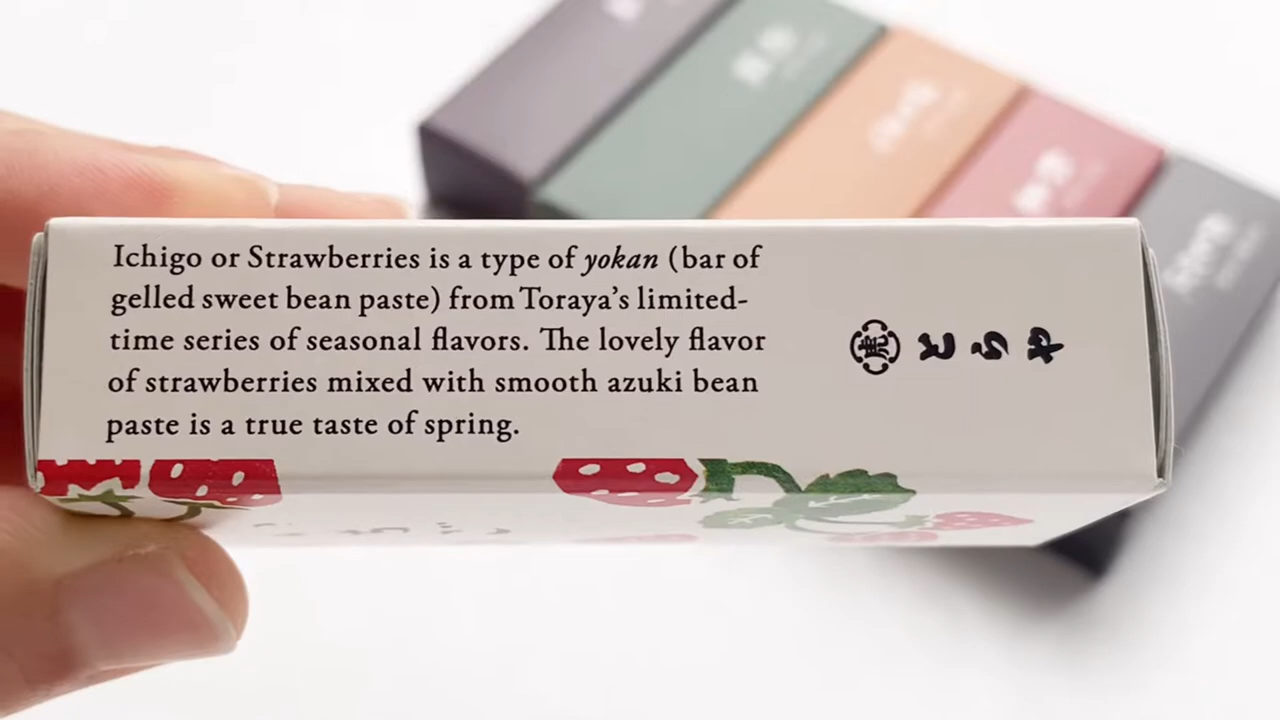 Ichigo or Strawberries is a type of yokan (bar of
gelled sweet bean paste) from Toraya's limited-
time series of seasonal flavors. The lovely flavor
of strawberries mixed with smooth azuki bean
paste is a true taste of spring.
虎 とらや